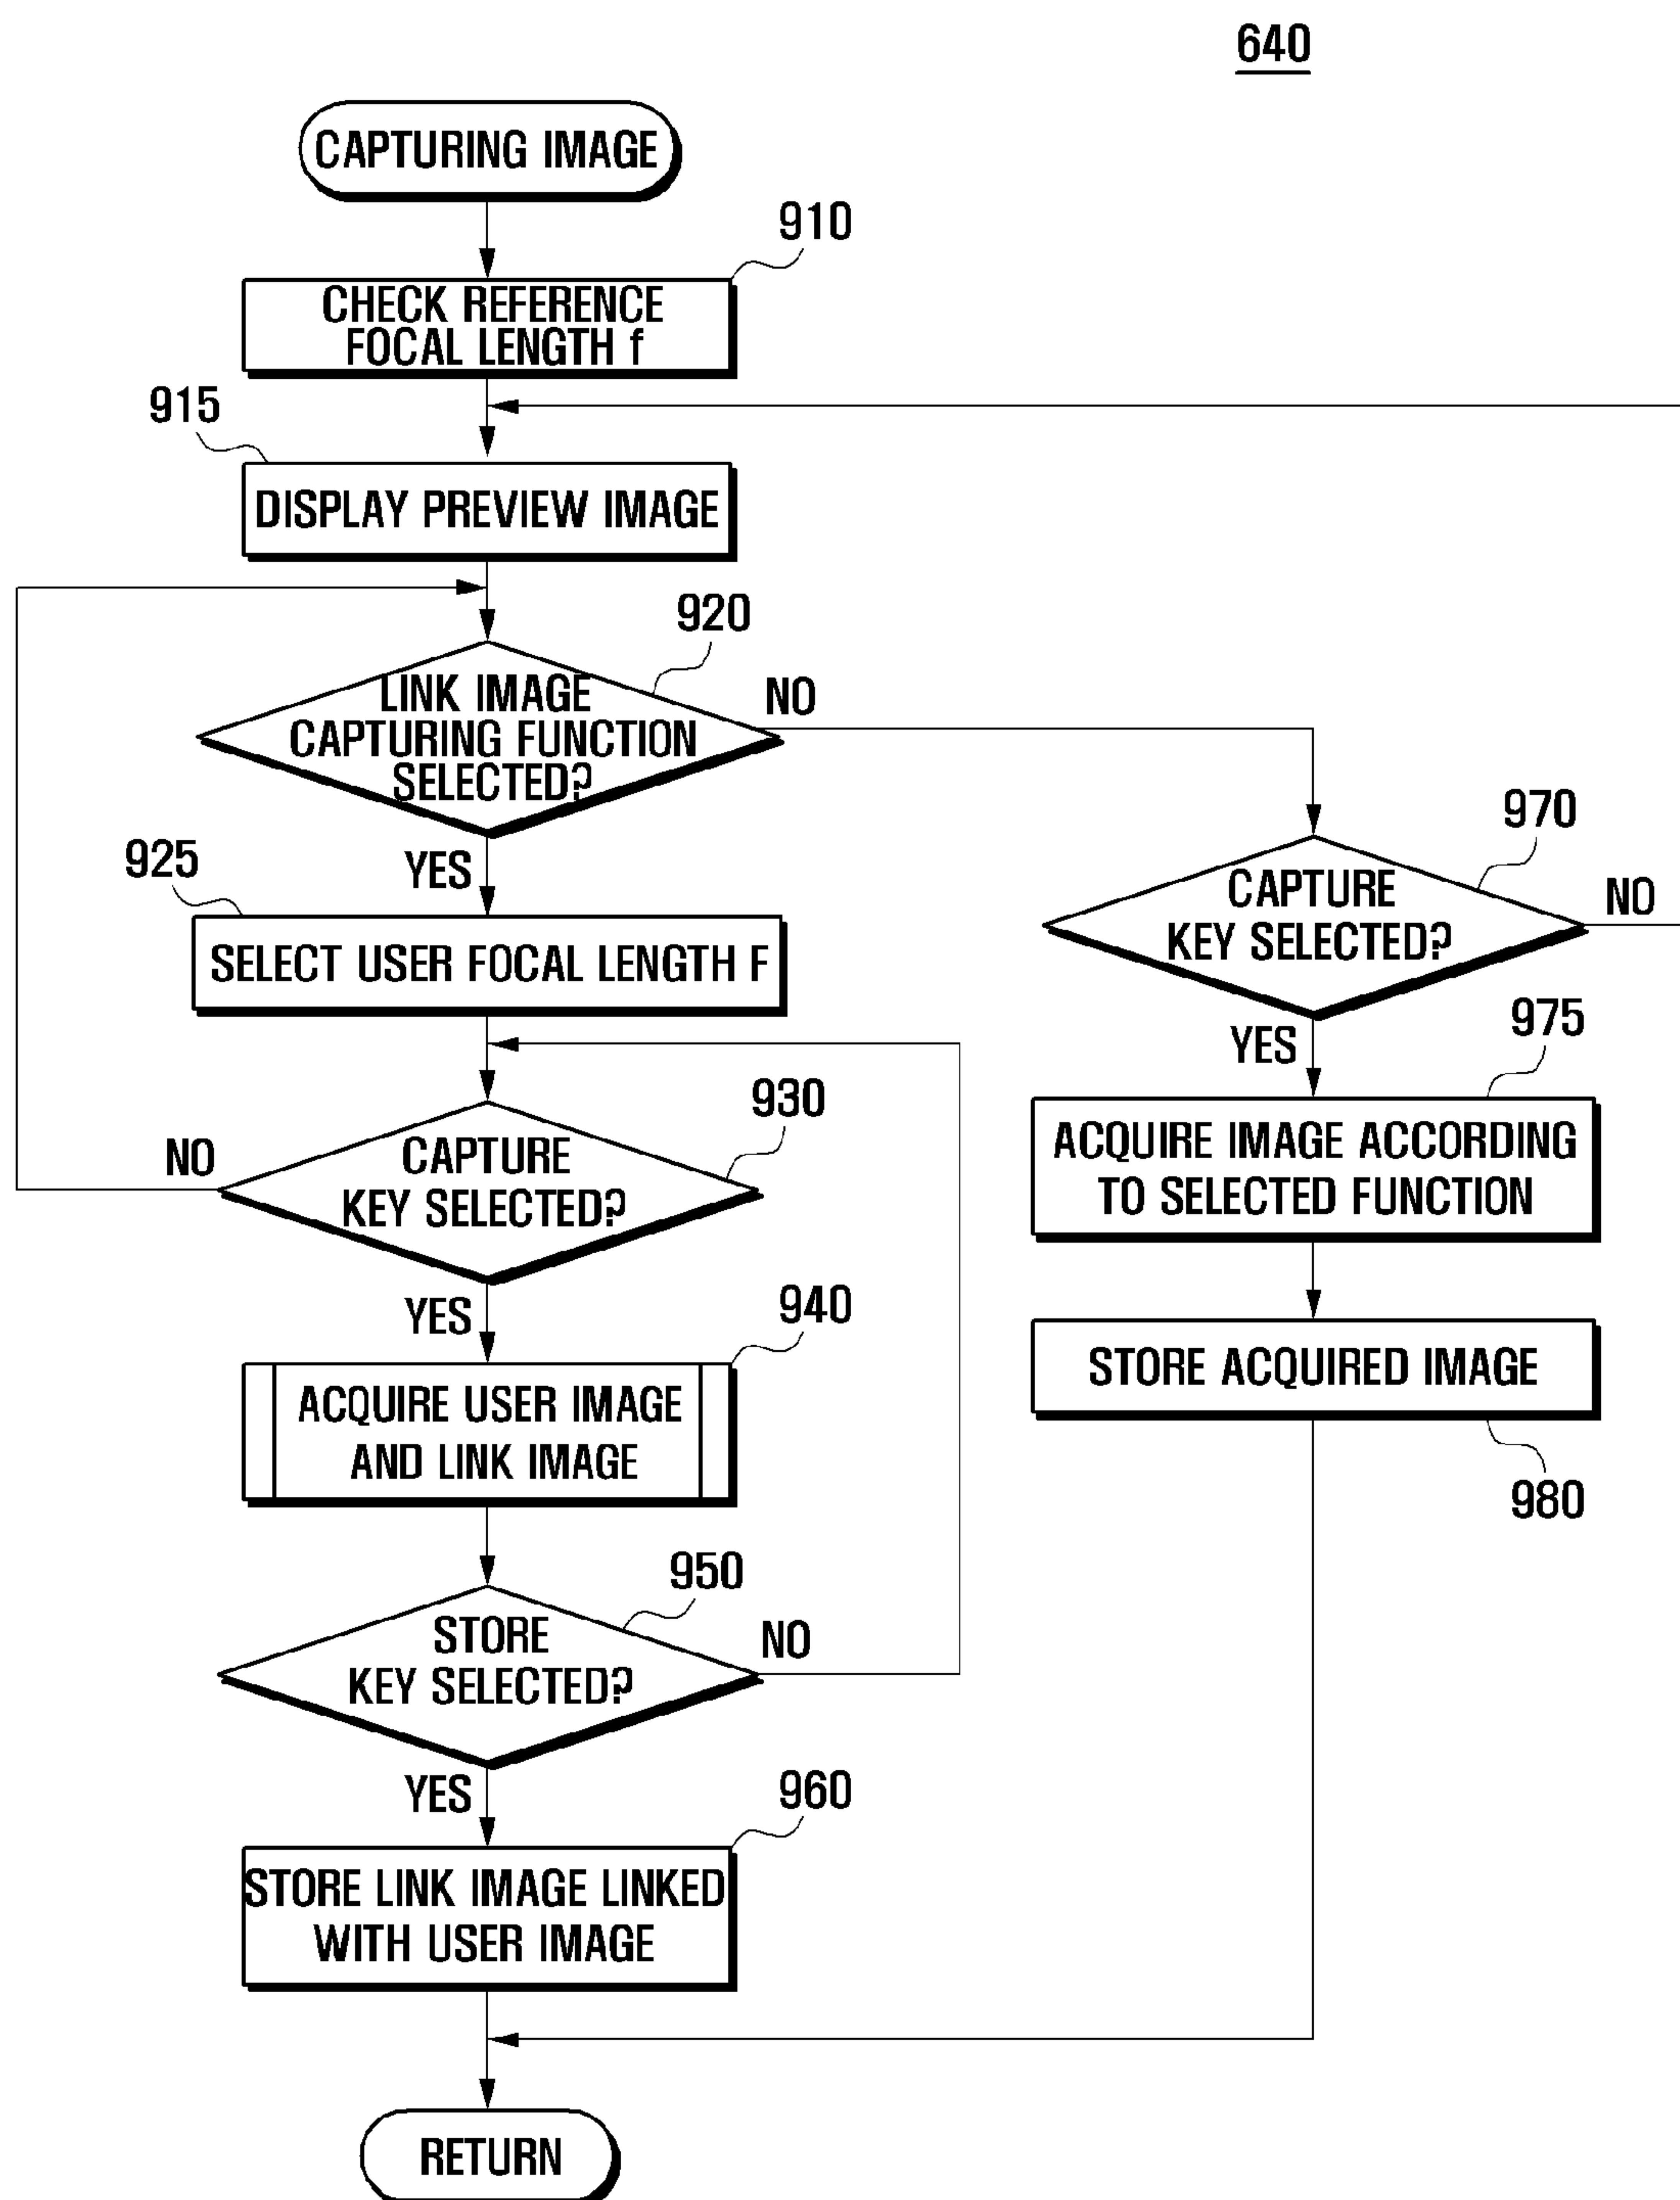 640
CAPTURING IMAGE
910
CHECK REFERENCE
FOCAL LENGTH f
915
DISPLAY PREVIEW IMAGE
920
LINK IMAGE
CAPTURING FUNCTION
SELECTED?
NO
YES
925
SELECT USER FOCAL LENGTH F
930
CAPTURE
KEY SELECTED?
NO
YES
940
ACQUIRE USER IMAGE
AND LINK IMAGE
950
STORE
KEY SELECTED?
NO
YES
960
STORE LINK IMAGE LINKED
WITH USER IMAGE
970
CAPTURE
KEY SELECTED?
NO
YES
975
ACQUIRE IMAGE ACCORDING
TO SELECTED FUNCTION
STORE ACQUIRED IMAGE
980
RETURN